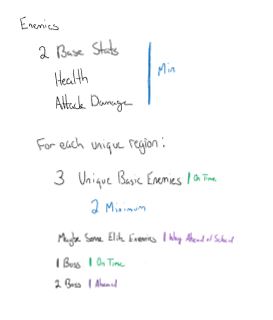 Enemies
2 Base Stats
Health
Attack Damage
Min
For each unique region:
3 Unique Basic Enemies | On Time
2 Minimum
Maybe Some Elite Enemies | Way Ahead of Sched
1 Boss | On Time
2 Boss | Ahead